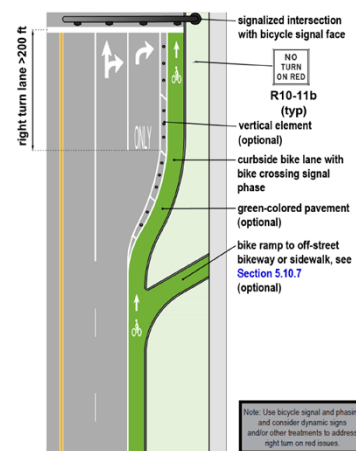 signalized intersection
with bicycle signal face
NO
TURN
ON RED
R10-11b
(typ)
right turn lane >200 ft
ONLY
vertical element
(optional)
curbside bike lane with
bike crossing signal
phase
green-colored pavement
(optional)
bike ramp to off-street
bikeway or sidewalk, see
Section 5.10.7
(optional)
Note: Use bicycle signal and phasin
and consider dynamic signs
and/or other treatments to address
right turn on red issues.